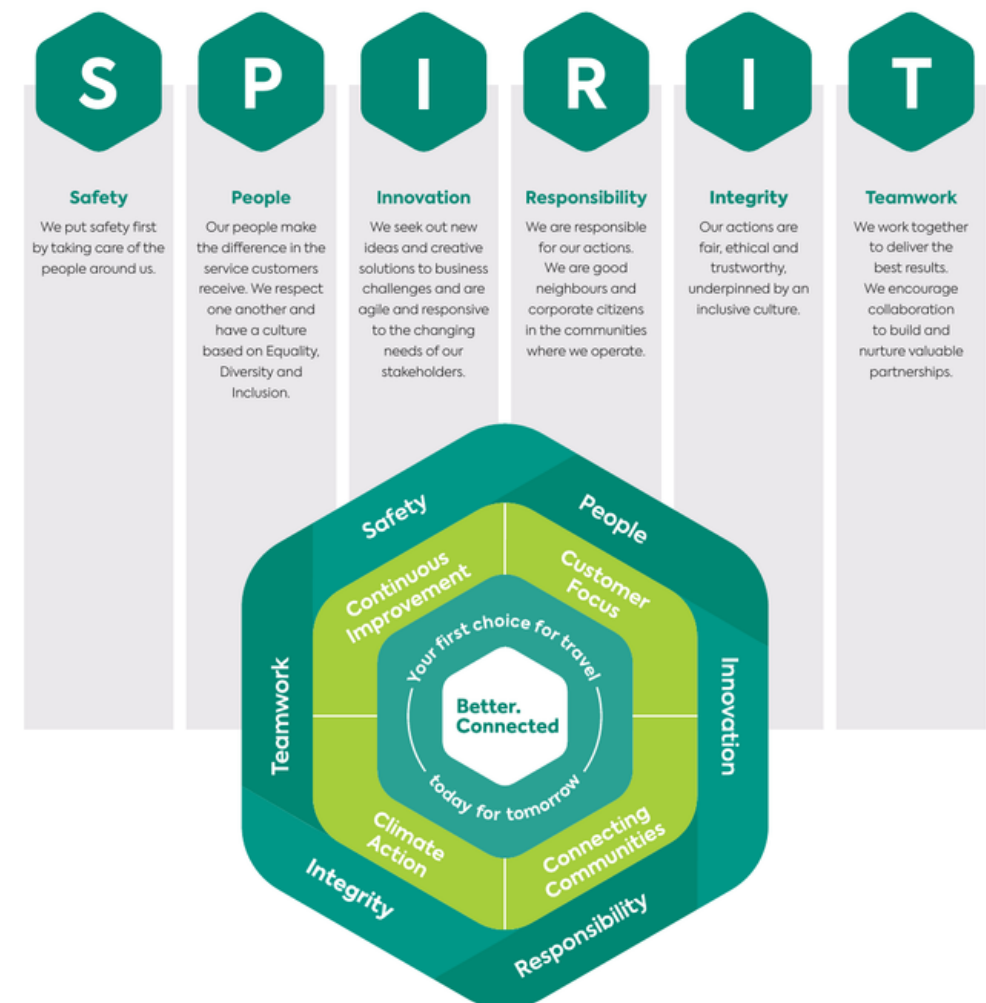 S
Safety
We put safety first
by taking care of the
people around us.
P
People
Our people make
the difference in the
service customers
receive. We respect
one another and
have a culture
based on Equality,
Diversity and
Inclusion.
I
Innovation
We seek out new
ideas and creative
solutions to business
challenges and are
agile and responsive
to the changing
needs of our
stakeholders.
R
Responsibility
We are responsible
for our actions.
We are good
neighbours and
corporate citizens
in the communities
where we operate.
I
Integrity
Our actions are
fair, ethical and
trustworthy,
underpinned by an
inclusive culture.
T
Teamwork
We work together
to deliver the
best results.
We encourage
collaboration
to build and
nurture valuable
partnerships.
Safety
People
Innovation
Responsibility
Integrity
Teamwork
Continuous
Improvement
Customer
Focus
Connecting
Communities
Climate
Action
Your first choice for travel
today for tomorrow
Better.
Connected